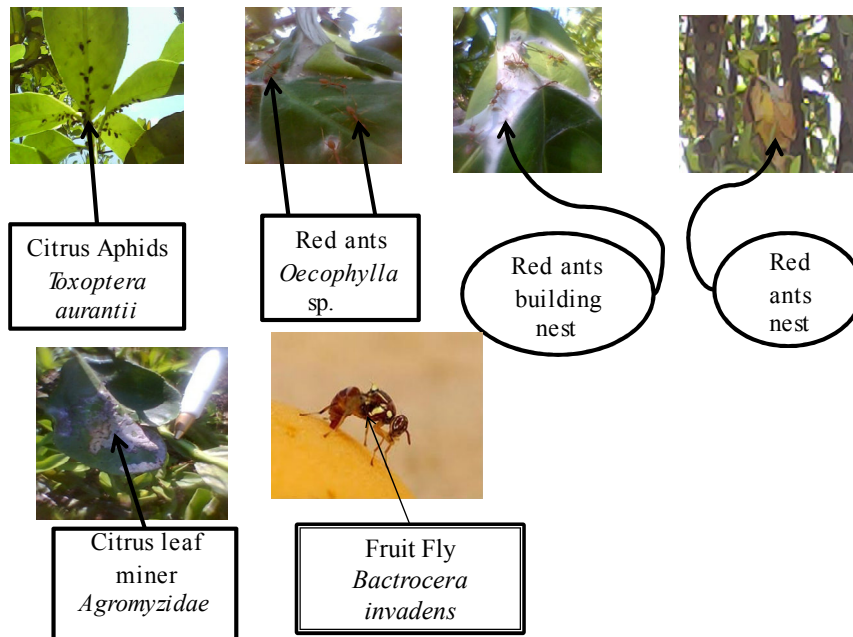 Citrus Aphids
Toxoptera
aurantii
Red ants
Oecophylla
sp.
Red ants
building
nest
Red
ants
nest
Citrus leaf
miner
Agromyzidae
Fruit Fly
Bactrocera
invadens